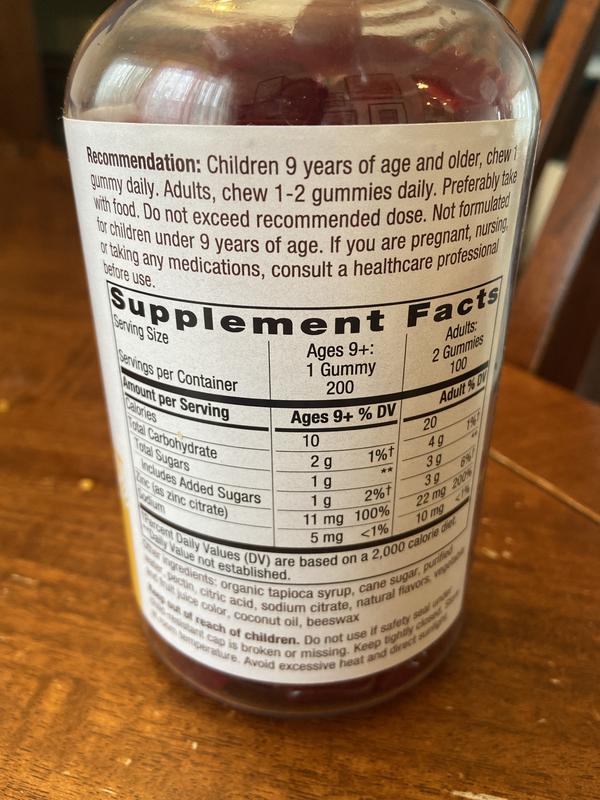 Recommendation: Children 9 years of age and older, chew 1
gummy daily. Adults, chew 1-2 gummies daily. Preferably take
with food. Do not exceed recommended dose. Not formulated
for children under 9 years of age. If you are pregnant, nursing,
or taking any medications, consult a healthcare professional
before use.
Supplement Facts
Serving Size Ages 9+: 1 Gummy Adults: 2 Gummies
Servings per Container 200 100
Amount per Serving Ages 9+ % DV Adult % DV
Calories 10 20
Total Carbohydrate 2 g 1%† 4 g 1%†
Total Sugars 1 g ** 3 g **
Includes Added Sugars 1 g 2%† 3 g 6%†
Zinc (as zinc citrate) 11 mg 100% 22 mg 200%
Sodium 5 mg <1% 10 mg <1%
†Percent Daily Values (DV) are based on a 2,000 calorie diet.
**Daily Value not established.
Other ingredients: organic tapioca syrup, cane sugar, purified
water, pectin, citric acid, sodium citrate, natural flavors, vegetable
and fruit juice color, coconut oil, beeswax
Keep out of reach of children. Do not use if safety seal under
resistant cap is broken or missing. Keep tightly closed. Store
at room temperature. Avoid excessive heat and direct sunlight.